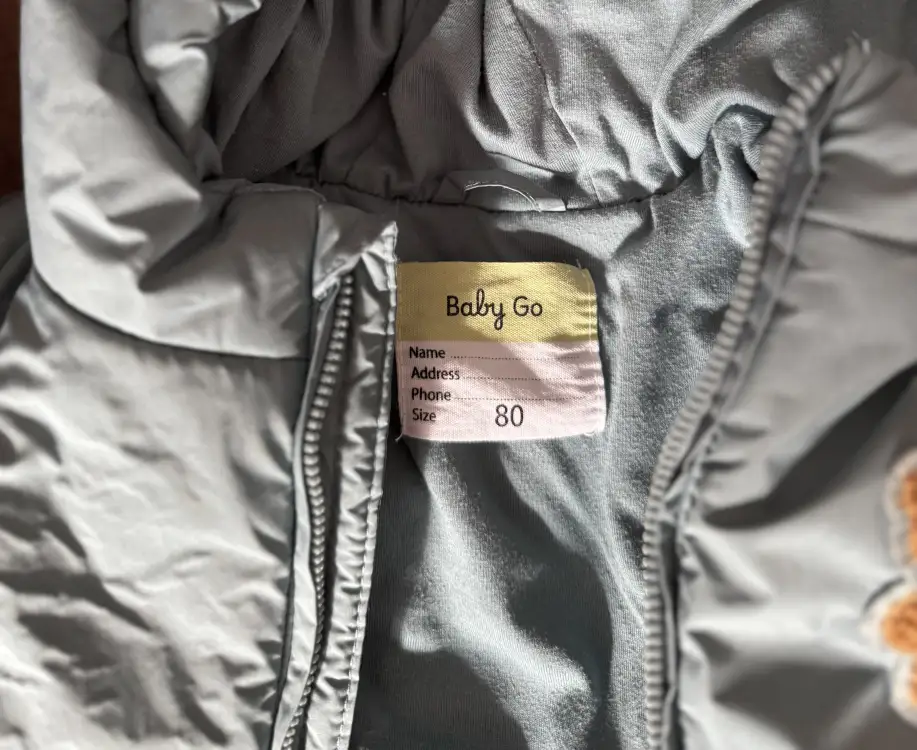 Baby Go
Name
Address
Phone
Size 80